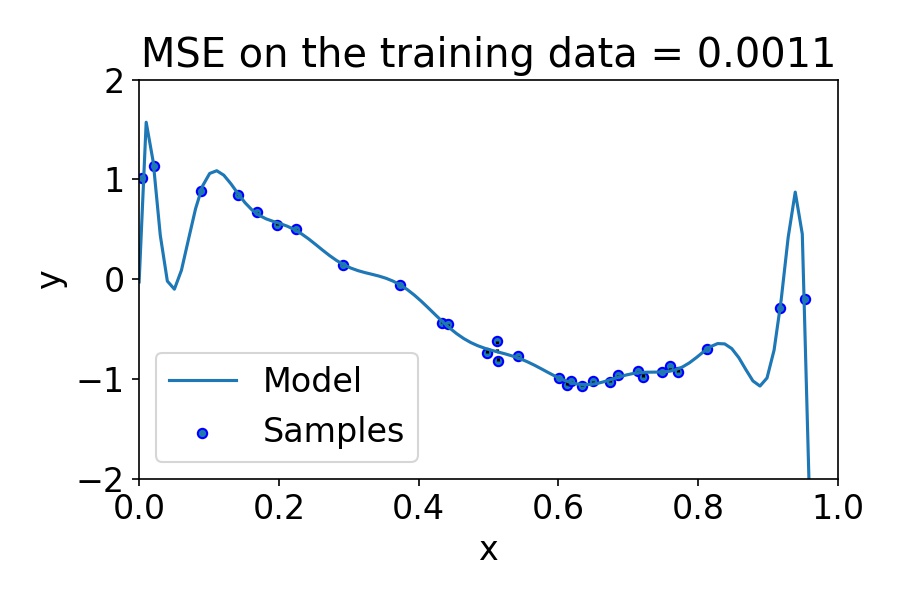 MSE on the training data = 0.0011
2
1
0
−1
−2
y
Model
Samples
0.0 0.2 0.4 0.6 0.8 1.0
x